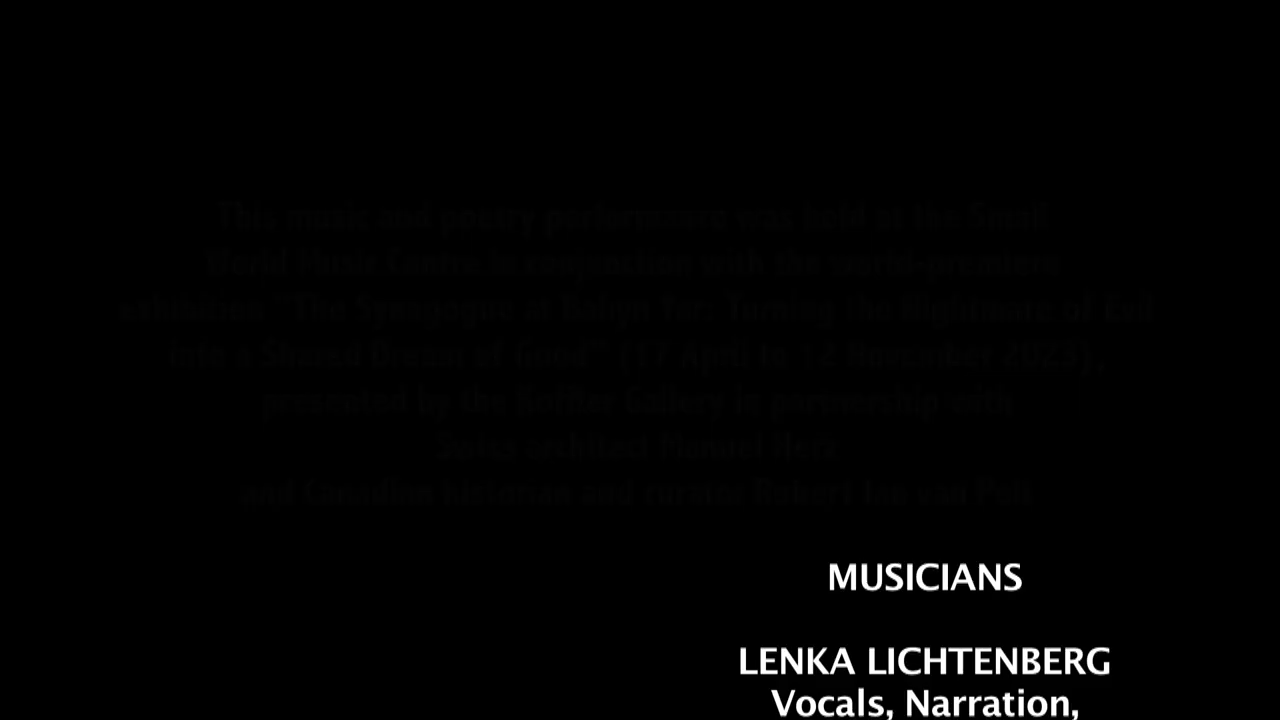 This music and poetry performance was held at the Small
World Music Centre in conjunction with the world-premiere
exhibition "The Synagogue at Babyn Yar: Turning the Nightmare of Evil
into a Shared Dream of Good" (17 April to 12 November 2023),
presented by the Koffler Gallery in partnership with
Swiss architect Manuel Herz
and Canadian historian and curator Robert Jan van Pelt
MUSICIANS
LENKA LICHTENBERG
Vocals, Narration,